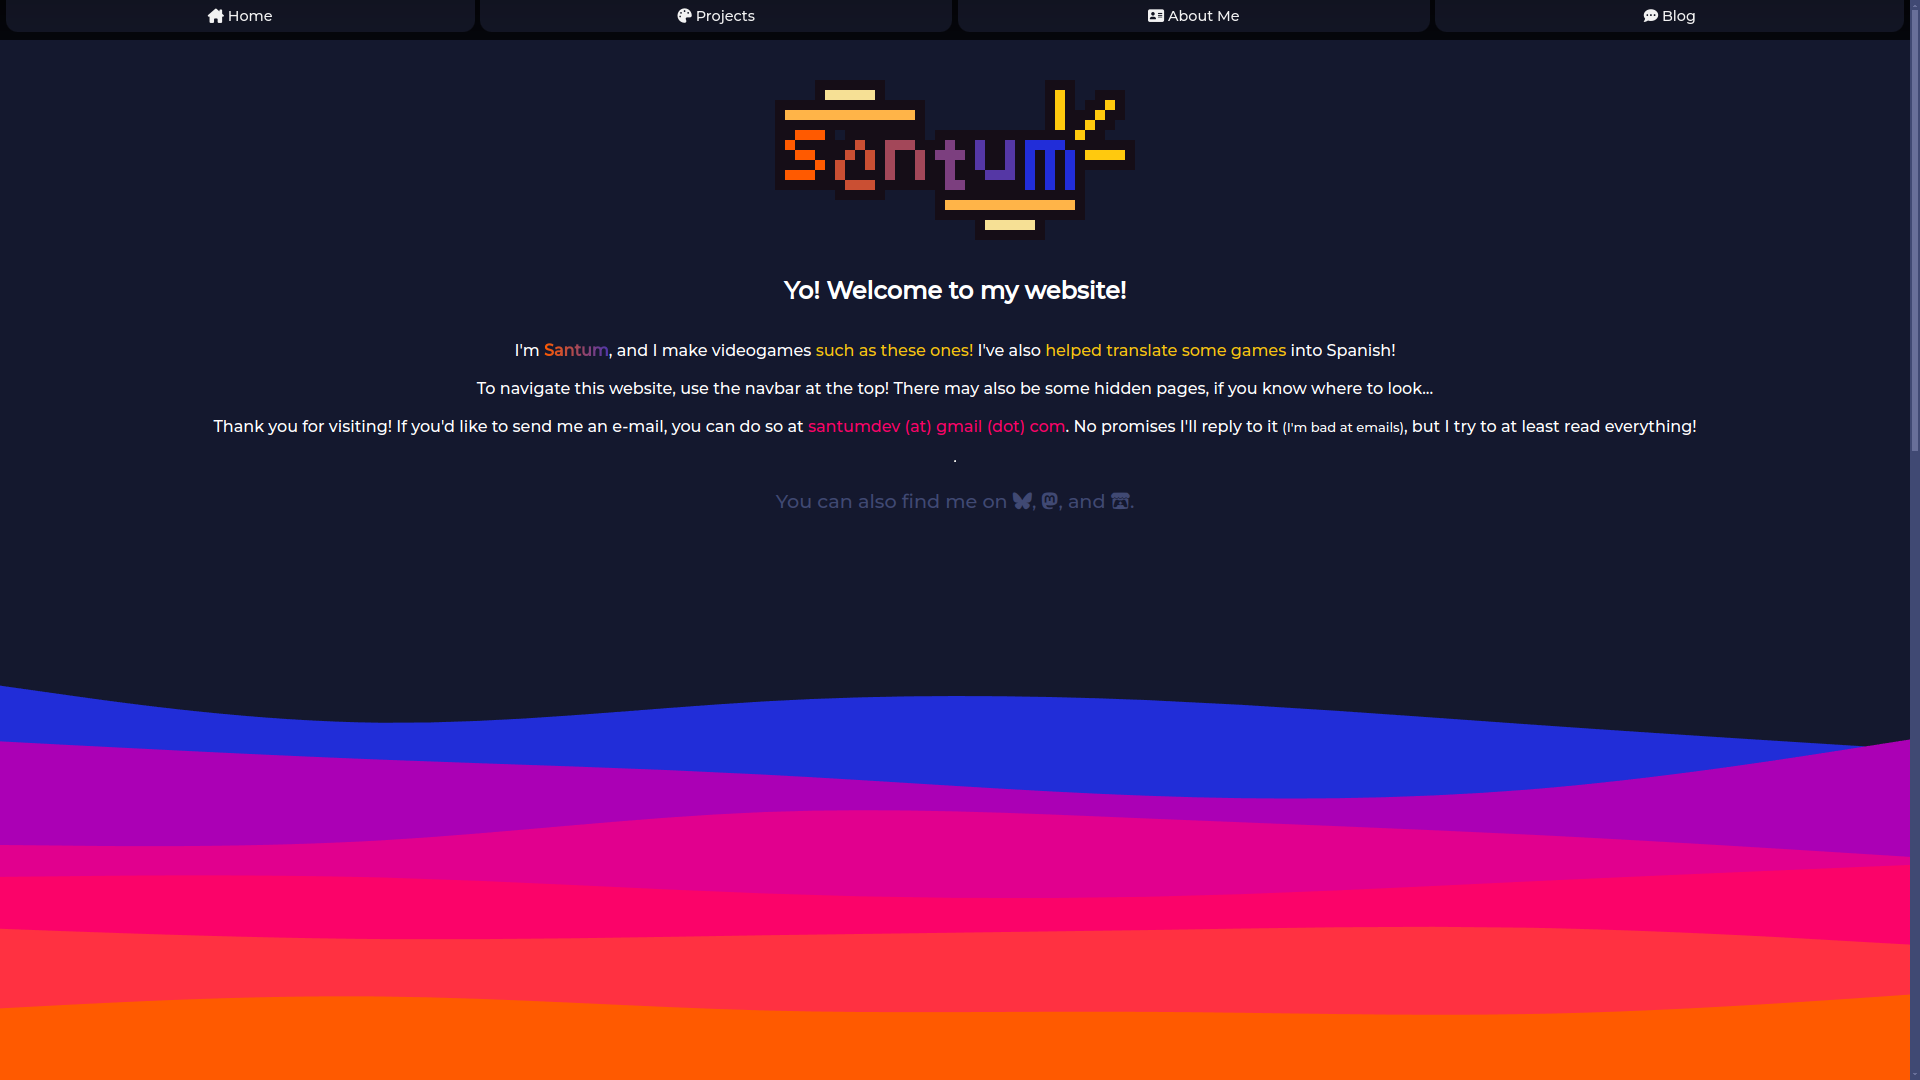 Home
Projects
About Me
Blog
Santum
Yo! Welcome to my website!
I'm Santum, and I make videogames such as these ones! I've also helped translate some games into Spanish!
To navigate this website, use the navbar at the top! There may also be some hidden pages, if you know where to look...
Thank you for visiting! If you'd like to send me an e-mail, you can do so at santumdev (at) gmail (dot) com. No promises I'll reply to it (I'm bad at emails), but I try to at least read everything!
.
You can also find me on , , and .